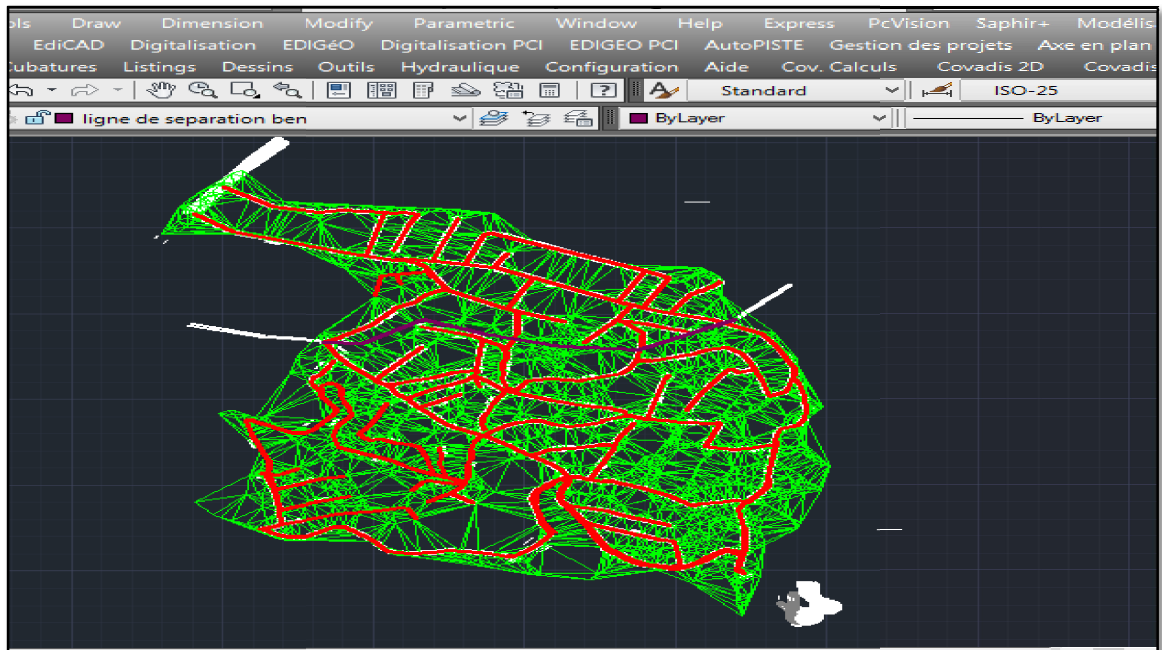 ols Draw Dimension Modify Parametric Window Help Express PcVision Saphir+ Modélis
EdiCAD Digitalisation EDIGéO Digitalisation PCI EDIGEO PCI AutoPISTE Gestion des projets Axe en plan
Cubatures Listings Dessins Outils Hydraulique Configuration Aide Cov. Calculs Covadis 2D Covadis
? A Standard ISO-25
ligne de separation ben ByLayer ByLayer